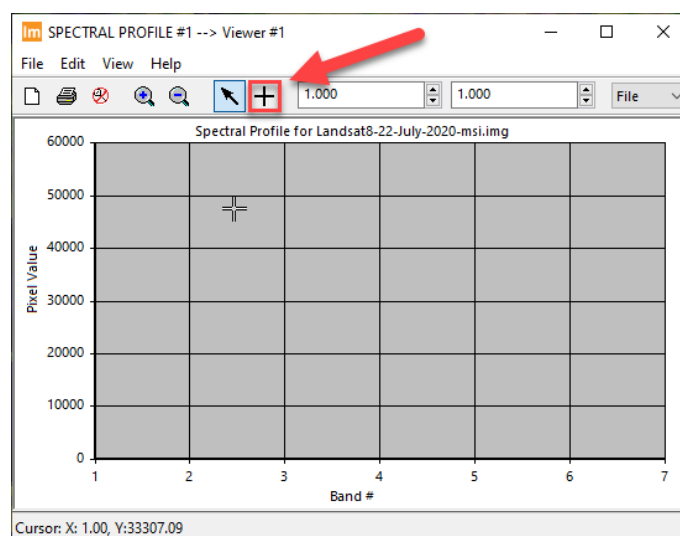 Im SPECTRAL PROFILE #1 --> Viewer #1
File Edit View Help
1.000 1.000 File
Spectral Profile for Landsat8-22-July-2020-msi.img
60000
50000
40000
30000
20000
10000
0
Pixel Value
1 2 3 4 5 6 7
Band #
Cursor: X: 1.00, Y:33307.09